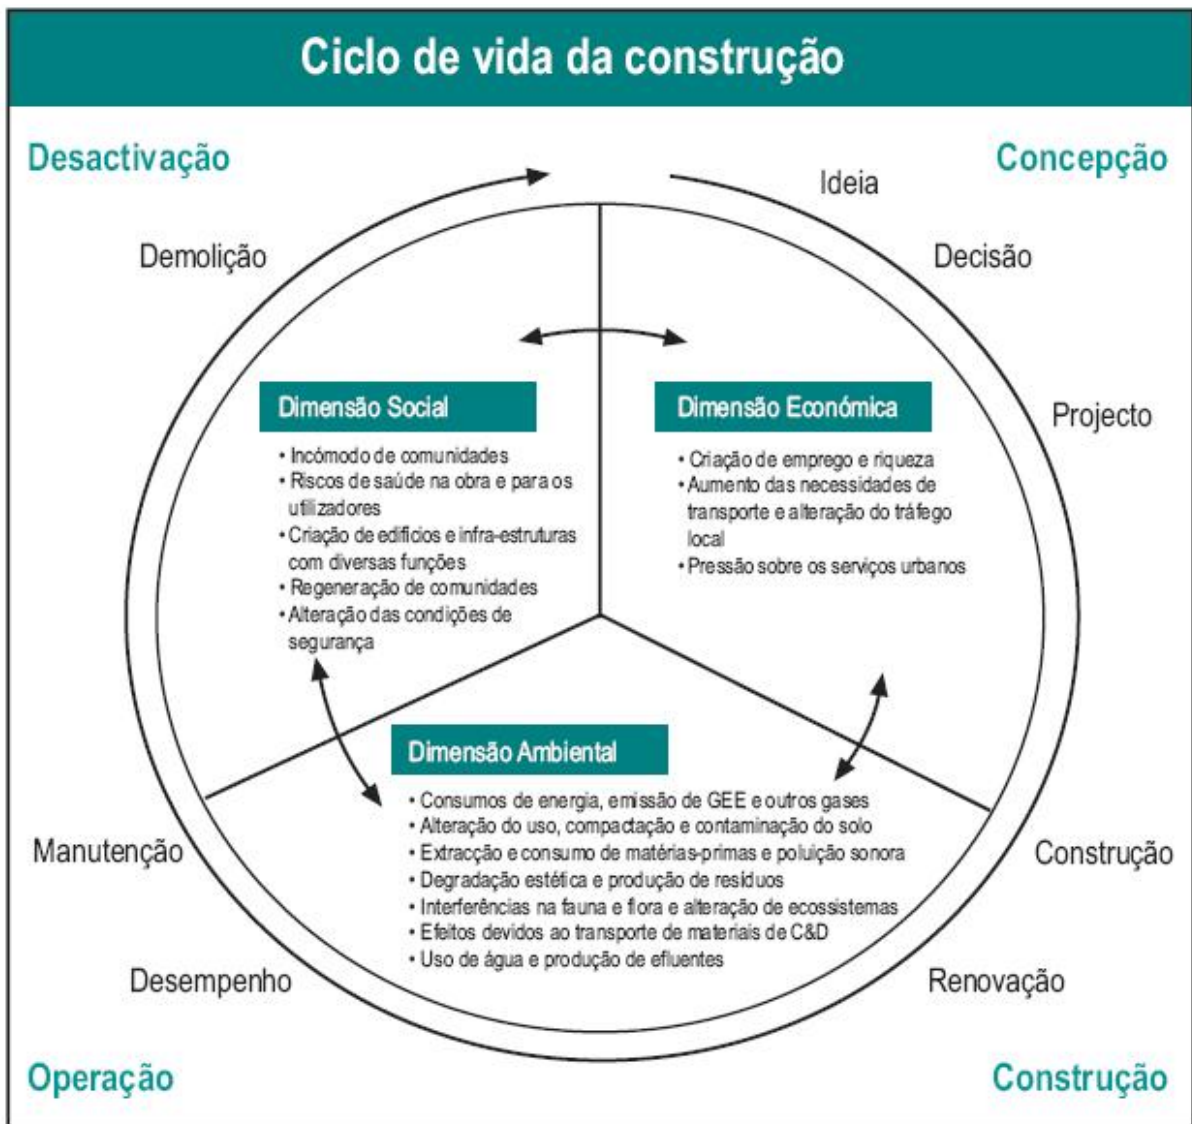 Ciclo de vida da construção
Desactivação
Concepção
Ideia
Demolição
Decisão
Projecto
Dimensão Social
• Incómodo de comunidades
• Riscos de saúde na obra e para os
utilizadores
• Criação de edifícios e infra-estruturas
com diversas funções
• Regeneração de comunidades
• Alteração das condições de
segurança
Dimensão Económica
• Criação de emprego e riqueza
• Aumento das necessidades de
transporte e alteração do tráfego
local
• Pressão sobre os serviços urbanos
Dimensão Ambiental
• Consumos de energia, emissão de GEE e outros gases
• Alteração do uso, compactação e contaminação do solo
• Extracção e consumo de matérias-primas e poluição sonora
• Degradação estética e produção de resíduos
• Interferências na fauna e flora e alteração de ecossistemas
• Efeitos devidos ao transporte de materiais de C&D
• Uso de água e produção de efluentes
Manutenção
Construção
Desempenho
Renovação
Operação
Construção